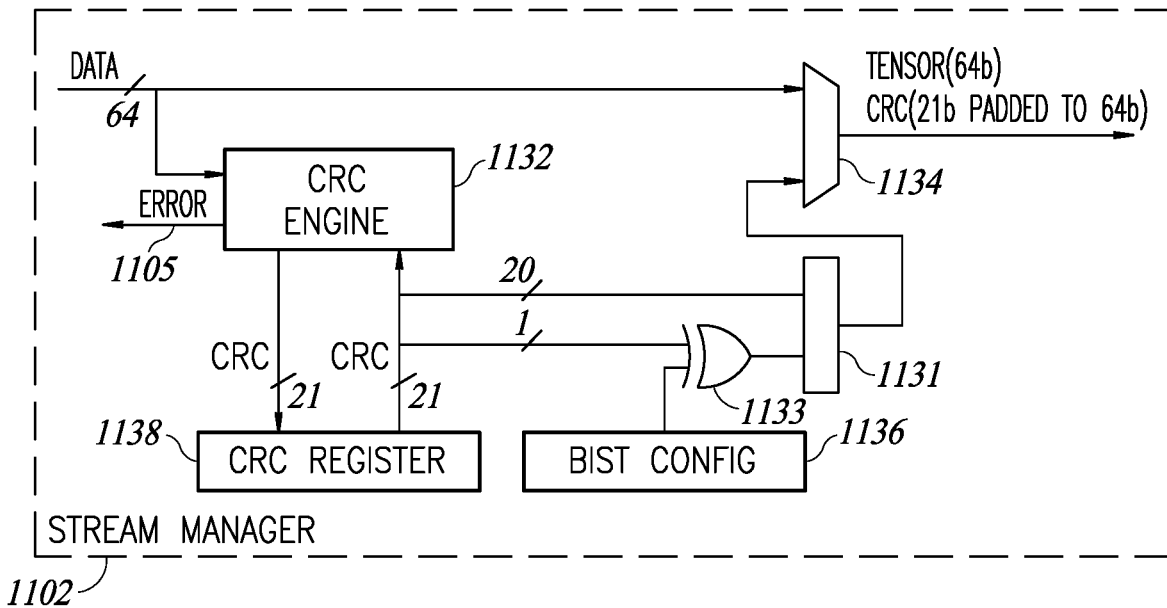 DATA
64
TENSOR(64b)
CRC(21b PADDED TO 64b)
1132
CRC
ENGINE
1134
ERROR
1105
20
1
CRC
CRC
21
21
1133
1131
1138
CRC REGISTER
BIST CONFIG
1136
STREAM MANAGER
1102